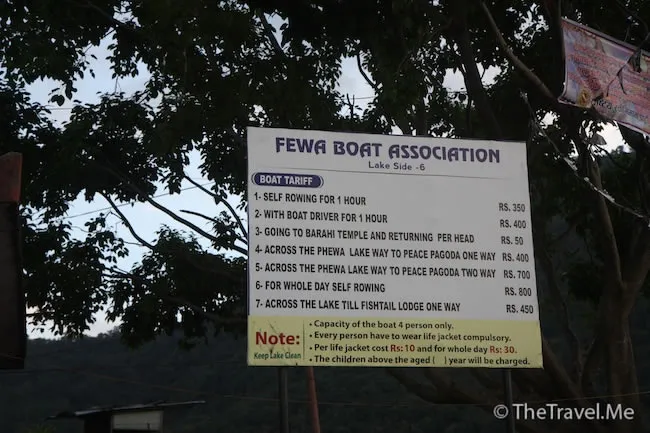 FEWA BOAT ASSOCIATION
Lake Side -6
BOAT TARIFF
1- SELF ROWING FOR 1 HOUR RS. 350
2- WITH BOAT DRIVER FOR 1 HOUR RS. 400
3- GOING TO BARAHI TEMPLE AND RETURNING PER HEAD RS. 50
4- ACROSS THE PHEWA LAKE WAY TO PEACE PAGODA ONE WAY RS. 400
5- ACROSS THE PHEWA LAKE WAY TO PEACE PAGODA TWO WAY RS. 700
6- FOR WHOLE DAY SELF ROWING RS. 800
7- ACROSS THE LAKE TILL FISHTAIL LODGE ONE WAY RS. 450
Note:
Keep Lake Clean
• Capacity of the boat 4 person only.
• Every person have to wear life jacket compulsory.
• Per life jacket cost Rs: 10 and for whole day Rs: 30.
• The children above the aged ( ) year will be charged.
© TheTravel.Me